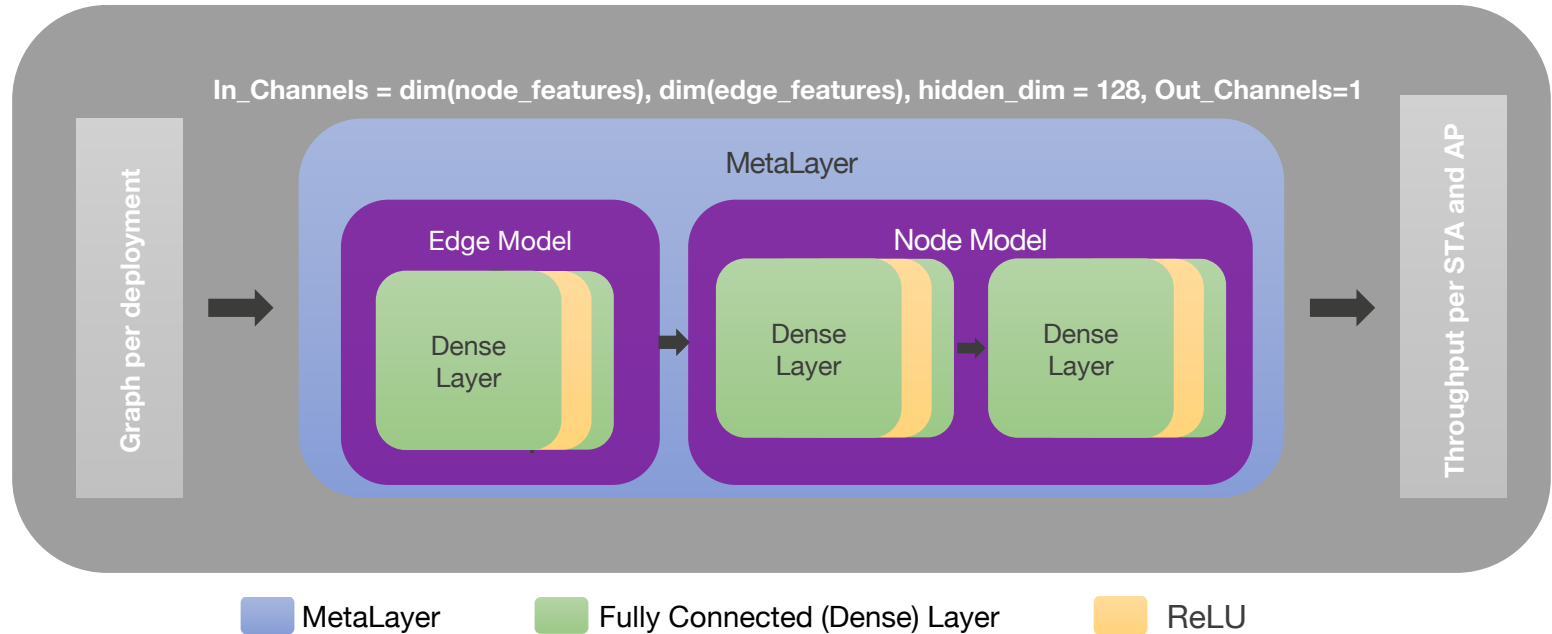 In_Channels = dim(node_features), dim(edge_features), hidden_dim = 128, Out_Channels=1
Graph per deployment
MetaLayer
Edge Model
Dense
Layer
Node Model
Dense
Layer
Dense
Layer
Throughput per STA and AP
MetaLayer
Fully Connected (Dense) Layer
ReLU